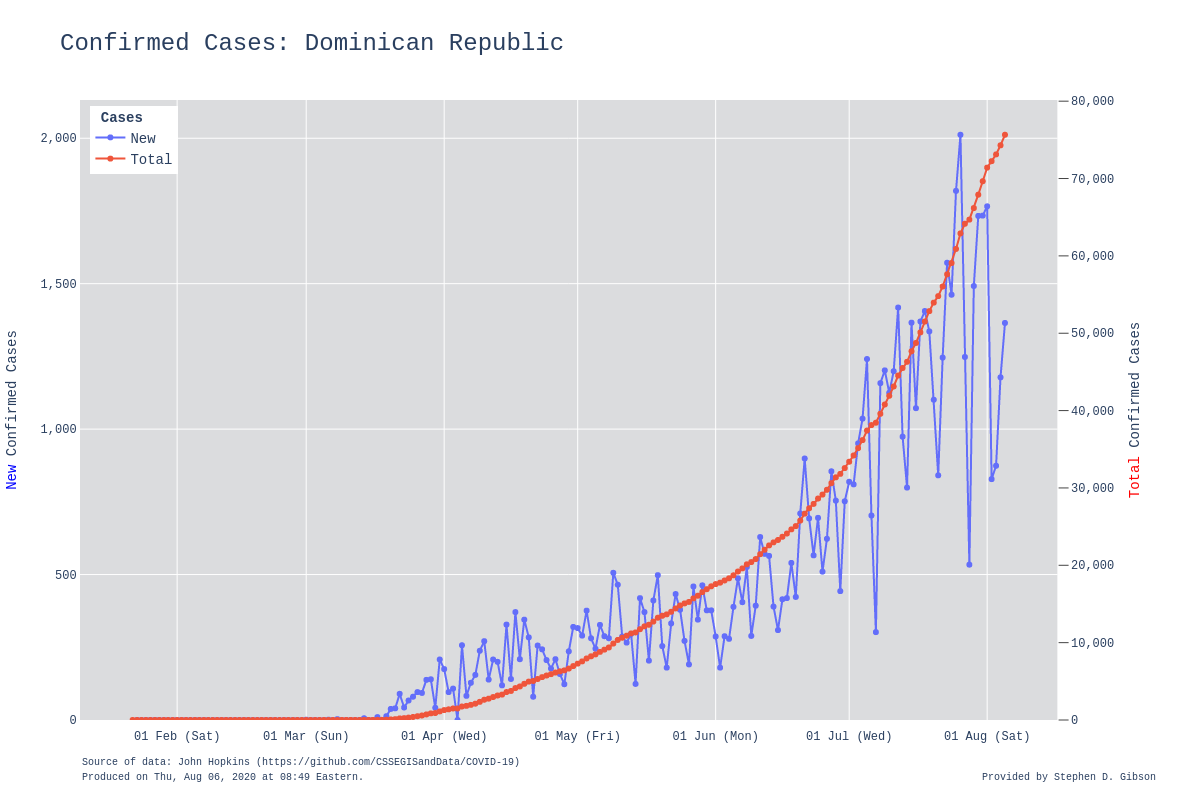 Confirmed Cases: Dominican Republic
Cases
New
Total
2,000
1,500
1,000
500
0
80,000
70,000
60,000
50,000
40,000
30,000
20,000
10,000
0
New Confirmed Cases
Total Confirmed Cases
01 Feb (Sat)
01 Mar (Sun)
01 Apr (Wed)
01 May (Fri)
01 Jun (Mon)
01 Jul (Wed)
01 Aug (Sat)
Source of data: John Hopkins (https://github.com/CSSEGISandData/COVID-19)
Produced on Thu, Aug 06, 2020 at 08:49 Eastern.
Provided by Stephen D. Gibson